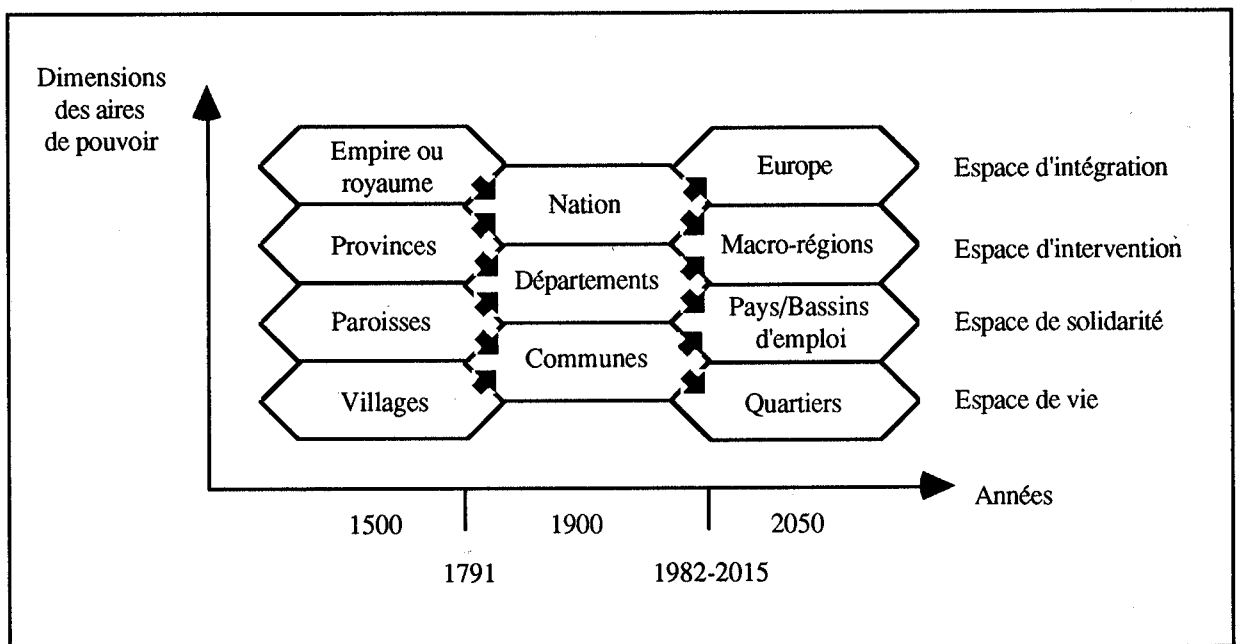 Dimensions
des aires
de pouvoir
Empire ou
royaume
Provinces
Paroisses
Villages
Nation
Départements
Communes
Europe
Macro-régions
Pays/Bassins
d'emploi
Quartiers
Espace d'intégration
Espace d'intervention
Espace de solidarité
Espace de vie
Années
1500
1900
2050
1791
1982-2015